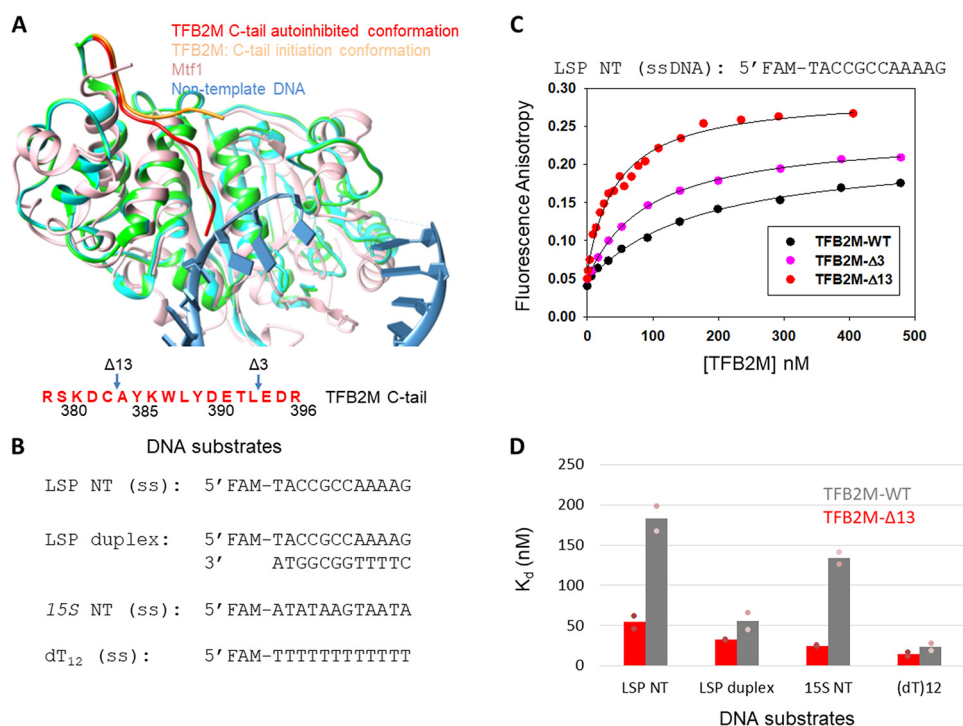 A
TFB2M C-tail autoinhibited conformation
TFB2M: C-tail initiation conformation
Mtf1
Non-template DNA
Δ13 Δ3
RSKDCAYKWLYDETLEDR TFB2M C-tail
380 385 390 396
B
DNA substrates
LSP NT (ss): 5’FAM-TACCGCCAAAAG
LSP duplex: 5’FAM-TACCGCCAAAAG
3’ ATGGCGGTTTTC
15S NT (ss): 5’FAM-ATATAAGTAATA
dT12 (ss): 5’FAM-TTTTTTTTTTTT
C
LSP NT (ssDNA): 5’FAM-TACCGCCAAAAG
Fluorescence Anisotropy
0.30
0.25
0.20
0.15
0.10
0.05
0.00
TFB2M-WT
TFB2M-Δ3
TFB2M-Δ13
0 100 200 300 400 500
[TFB2M] nM
D
Kd (nM)
250
200
150
100
50
0
TFB2M-WT
TFB2M-Δ13
LSP NT LSP duplex 15S NT (dT)12
DNA substrates